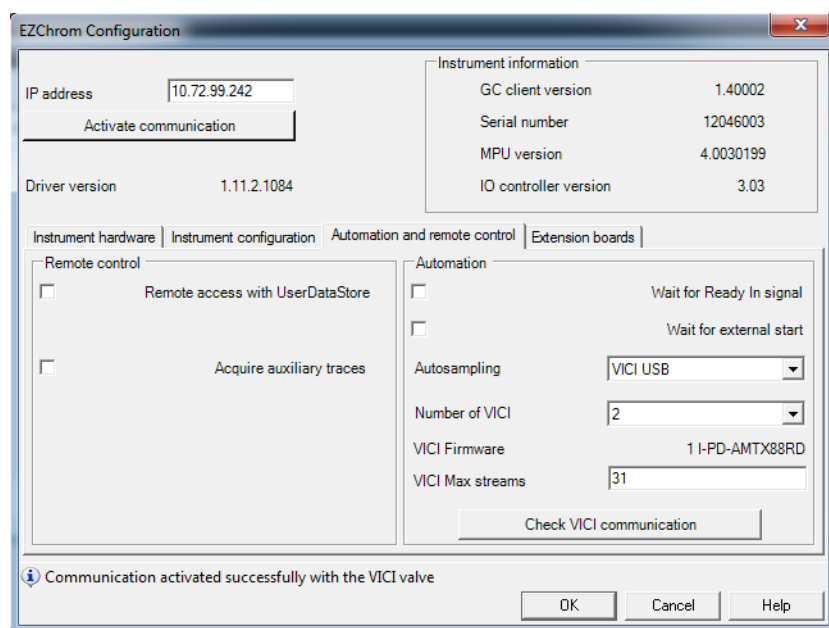 EZChrom Configuration
IP address 10.72.99.242
Activate communication
Driver version 1.11.2.1084
Instrument information
GC client version 1.40002
Serial number 12046003
MPU version 4.0030199
IO controller version 3.03
Instrument hardware Instrument configuration Automation and remote control Extension boards
Remote control
Remote access with UserDataStore
Acquire auxiliary traces
Automation
Wait for Ready In signal
Wait for external start
Autosampling VICI USB
Number of VICI 2
VICI Firmware 1 I-PD-AMTX88RD
VICI Max streams 31
Check VICI communication
Communication activated successfully with the VICI valve
OK Cancel Help